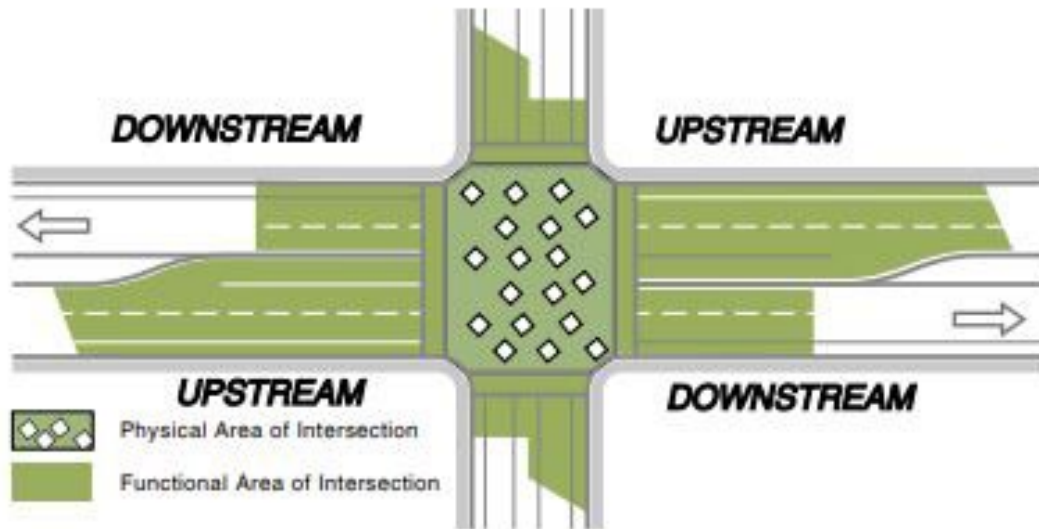 DOWNSTREAM
UPSTREAM
UPSTREAM
DOWNSTREAM
Physical Area of Intersection
Functional Area of Intersection